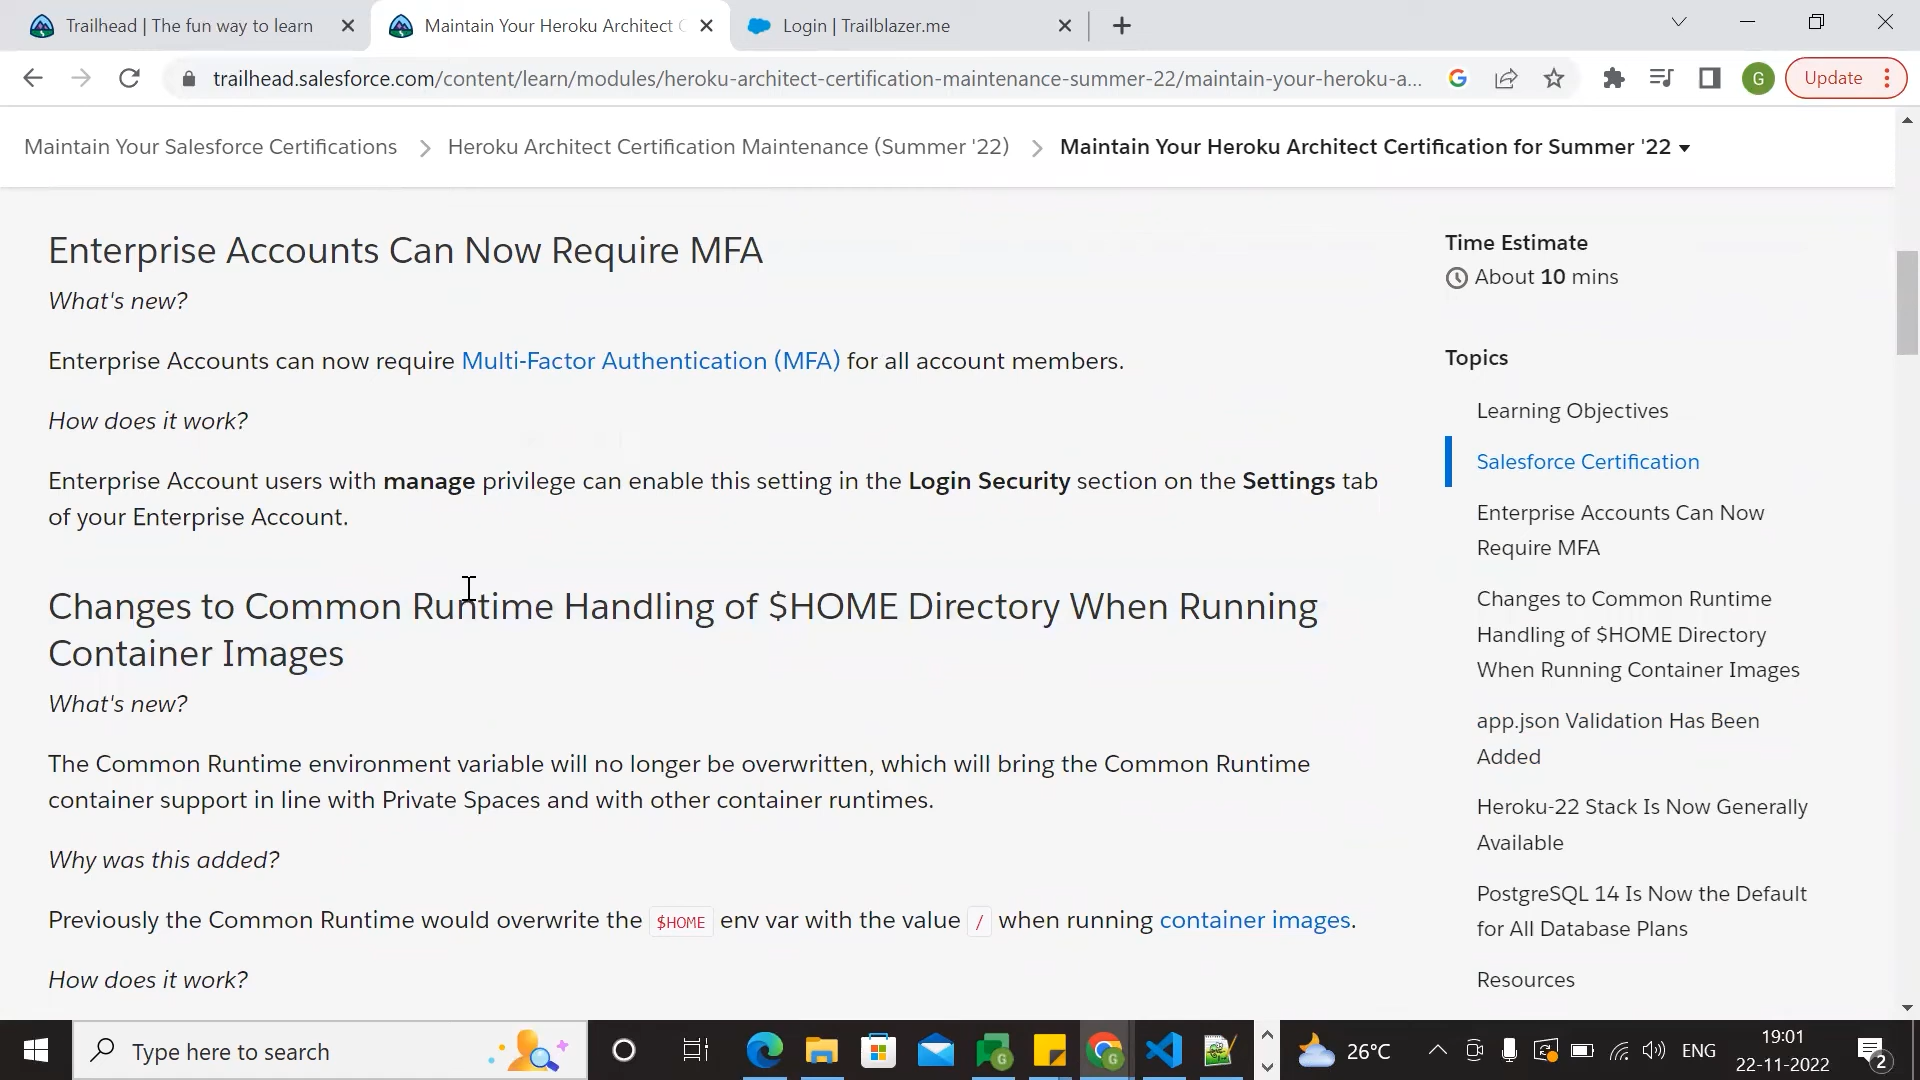 Trailhead | The fun way to learn
Maintain Your Heroku Architect C
Login | Trailblazer.me
trailhead.salesforce.com/content/learn/modules/heroku-architect-certification-maintenance-summer-22/maintain-your-heroku-a...
G
Update
Maintain Your Salesforce Certifications
Heroku Architect Certification Maintenance (Summer '22)
Maintain Your Heroku Architect Certification for Summer '22
Enterprise Accounts Can Now Require MFA
What's new?
Enterprise Accounts can now require Multi-Factor Authentication (MFA) for all account members.
How does it work?
Enterprise Account users with manage privilege can enable this setting in the Login Security section on the Settings tab
of your Enterprise Account.
Changes to Common Runtime Handling of $HOME Directory When Running
Container Images
What's new?
The Common Runtime environment variable will no longer be overwritten, which will bring the Common Runtime
container support in line with Private Spaces and with other container runtimes.
Why was this added?
Previously the Common Runtime would overwrite the $HOME env var with the value / when running container images.
How does it work?
Time Estimate
About 10 mins
Topics
Learning Objectives
Salesforce Certification
Enterprise Accounts Can Now
Require MFA
Changes to Common Runtime
Handling of $HOME Directory
When Running Container Images
app.json Validation Has Been
Added
Heroku-22 Stack Is Now Generally
Available
PostgreSQL 14 Is Now the Default
for All Database Plans
Resources
Type here to search
26°C
ENG
19:01
22-11-2022
2